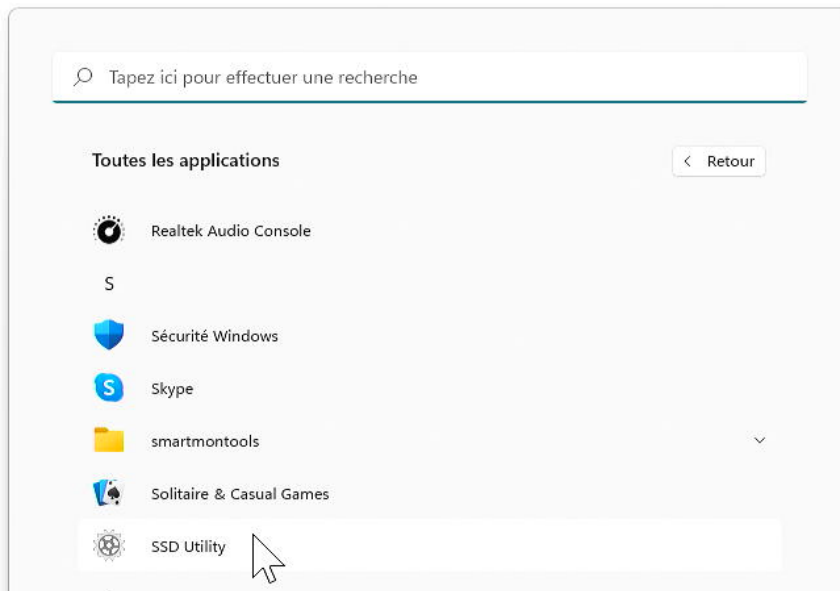 Tapez ici pour effectuer une recherche
Toutes les applications
Retour
Realtek Audio Console
S
Sécurité Windows
Skype
smartmontools
Solitaire & Casual Games
SSD Utility